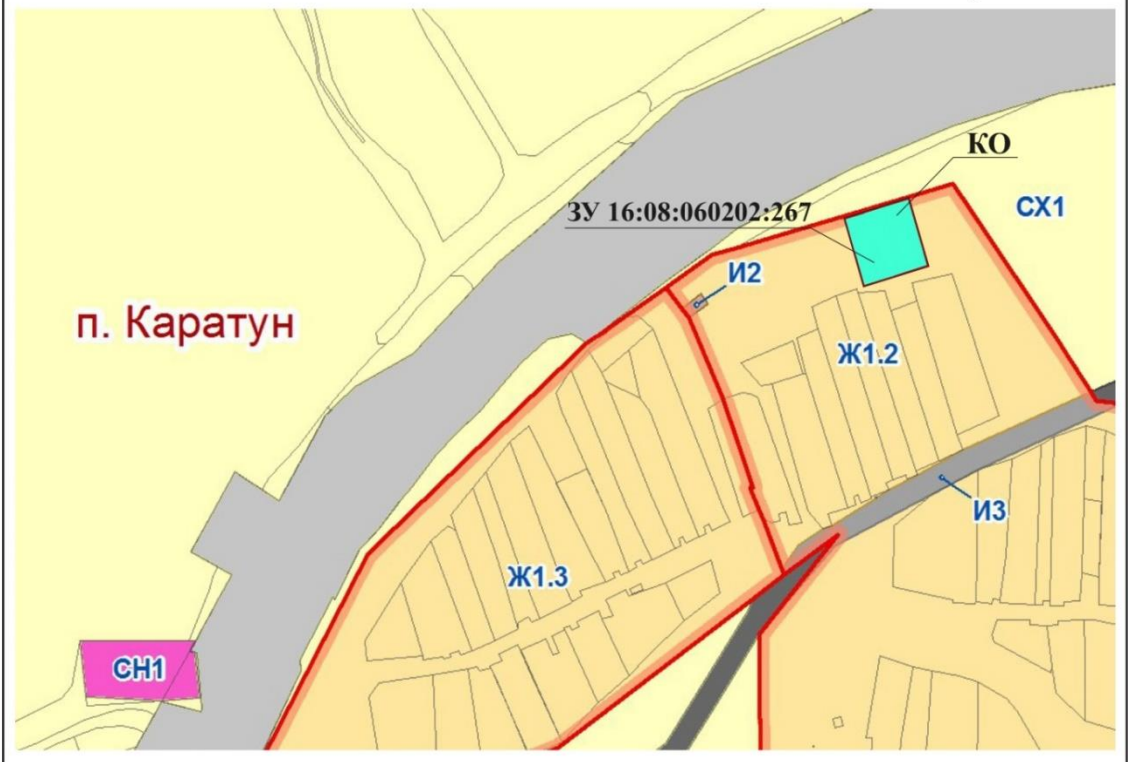 КО
ЗУ 16:08:060202:267
СХ1
И2
п. Каратун
Ж1.2
И3
Ж1.3
СН1